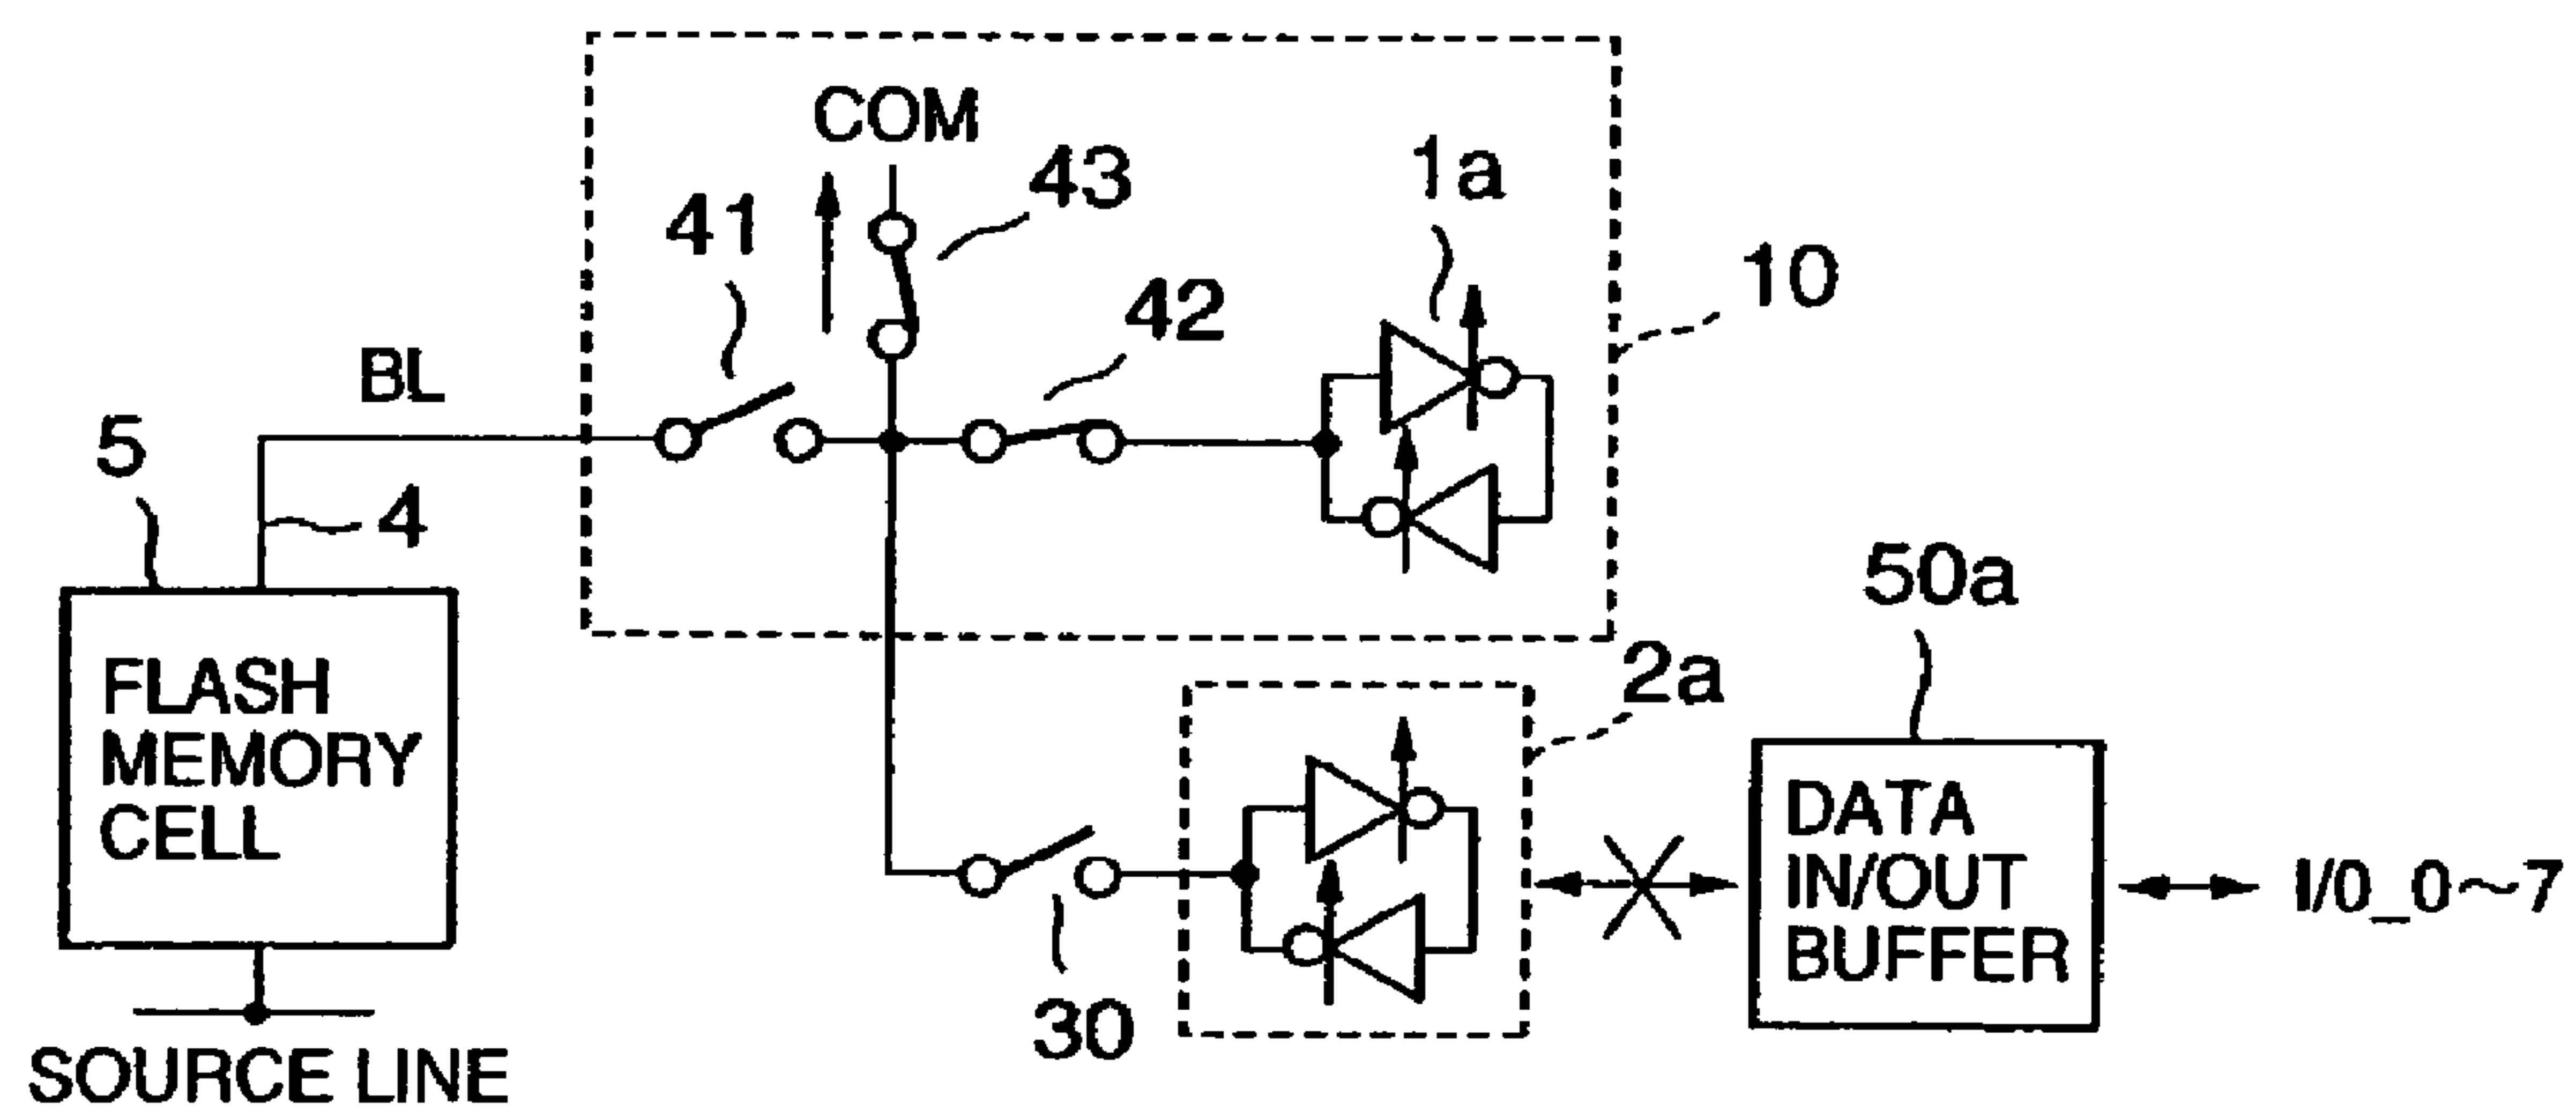 COM
43
1a
41
10
42
BL
5
4
50a
FLASH
MEMORY
CELL
2a
DATA
IN/OUT
BUFFER
I/0_0~7
30
SOURCE LINE